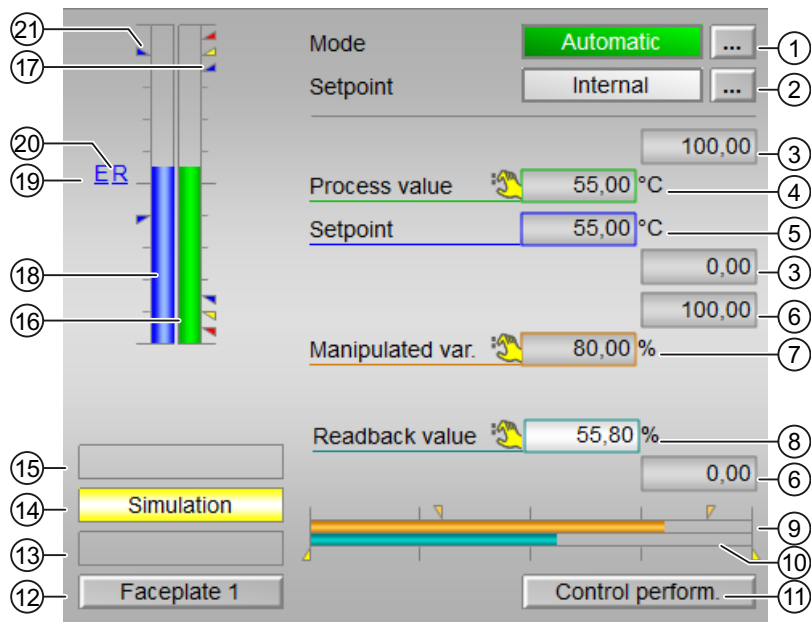 21
17
20
19
E R
18
16
15
14
Simulation
13
12
Faceplate 1
Mode
Automatic
...
1
Setpoint
Internal
...
2
100,00
3
Process value
55,00 °C
4
Setpoint
55,00 °C
5
0,00
3
100,00
6
Manipulated var.
80,00 %
7
Readback value
55,80 %
8
0,00
6
9
10
Control perform.
11